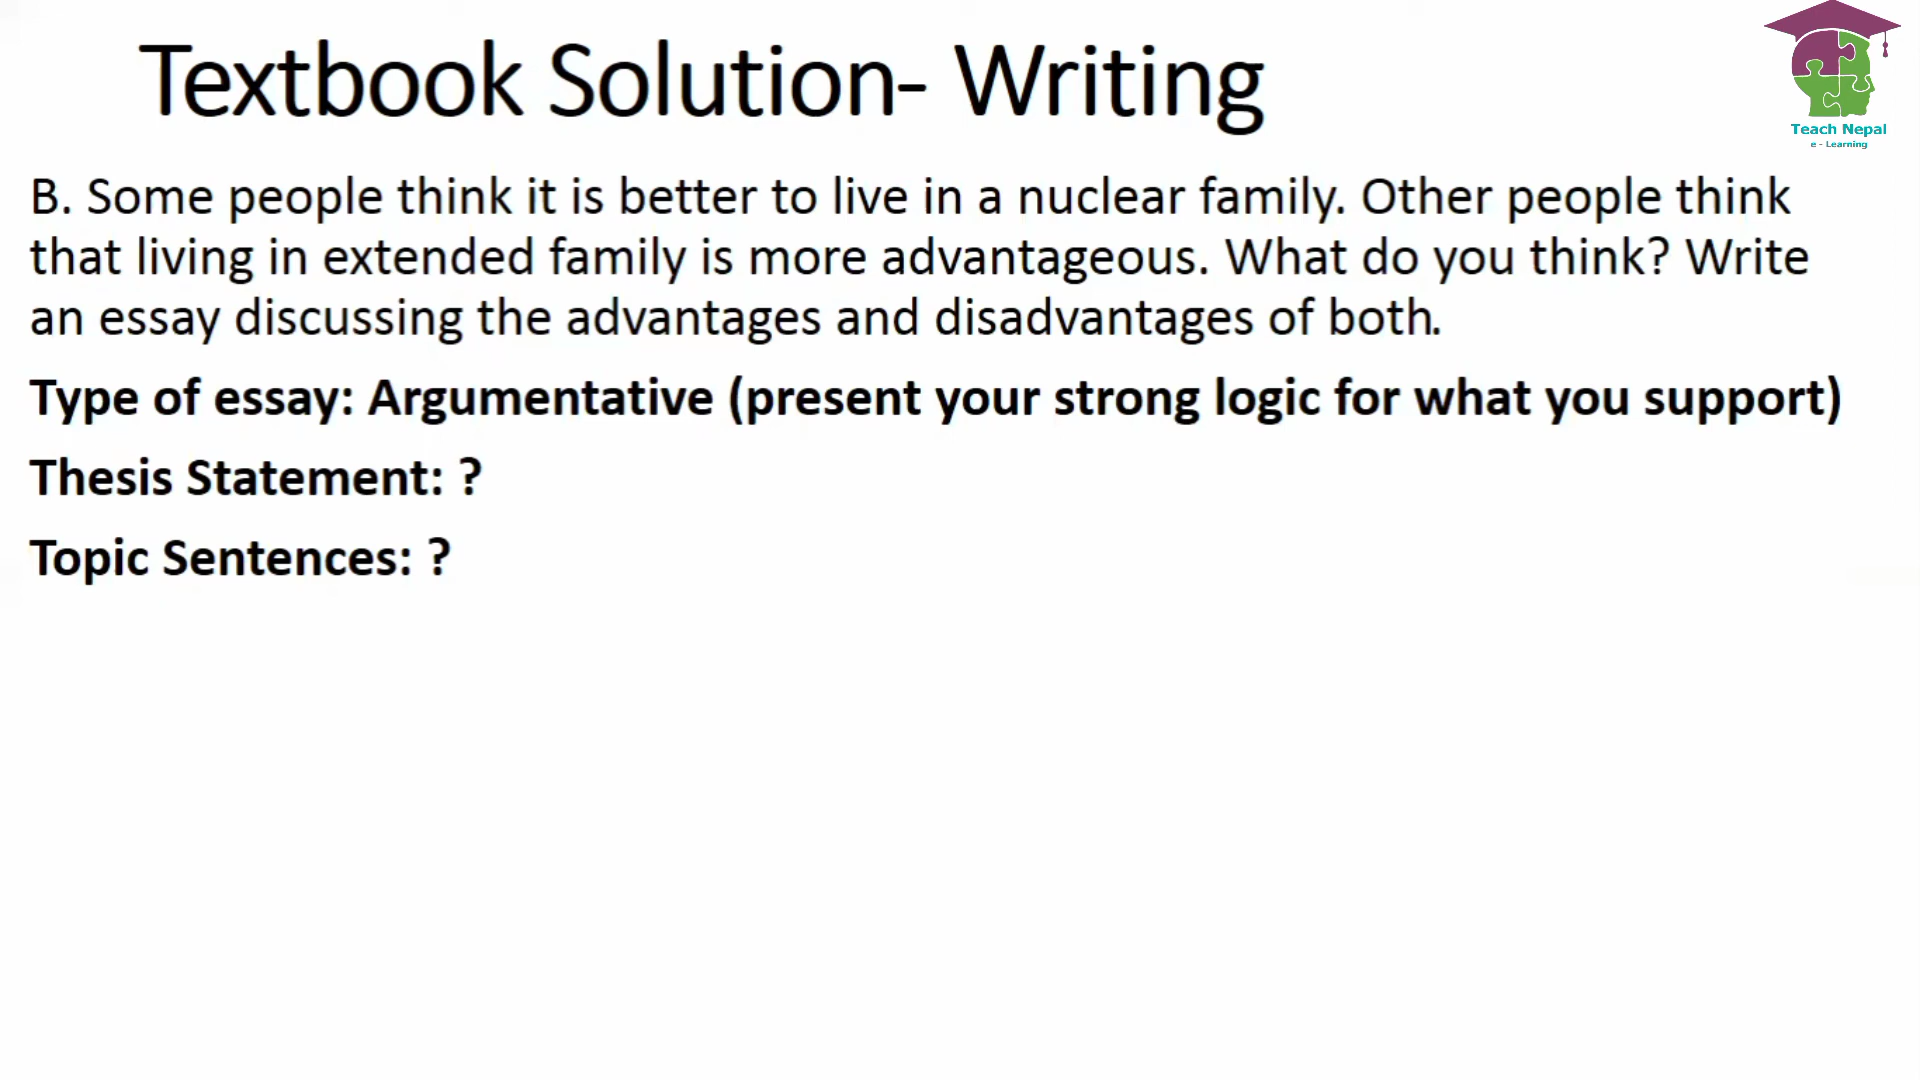 Textbook Solution- Writing
Teach Nepal
e - Learning
B. Some people think it is better to live in a nuclear family. Other people think
that living in extended family is more advantageous. What do you think? Write
an essay discussing the advantages and disadvantages of both.
Type of essay: Argumentative (present your strong logic for what you support)
Thesis Statement: ?
Topic Sentences: ?